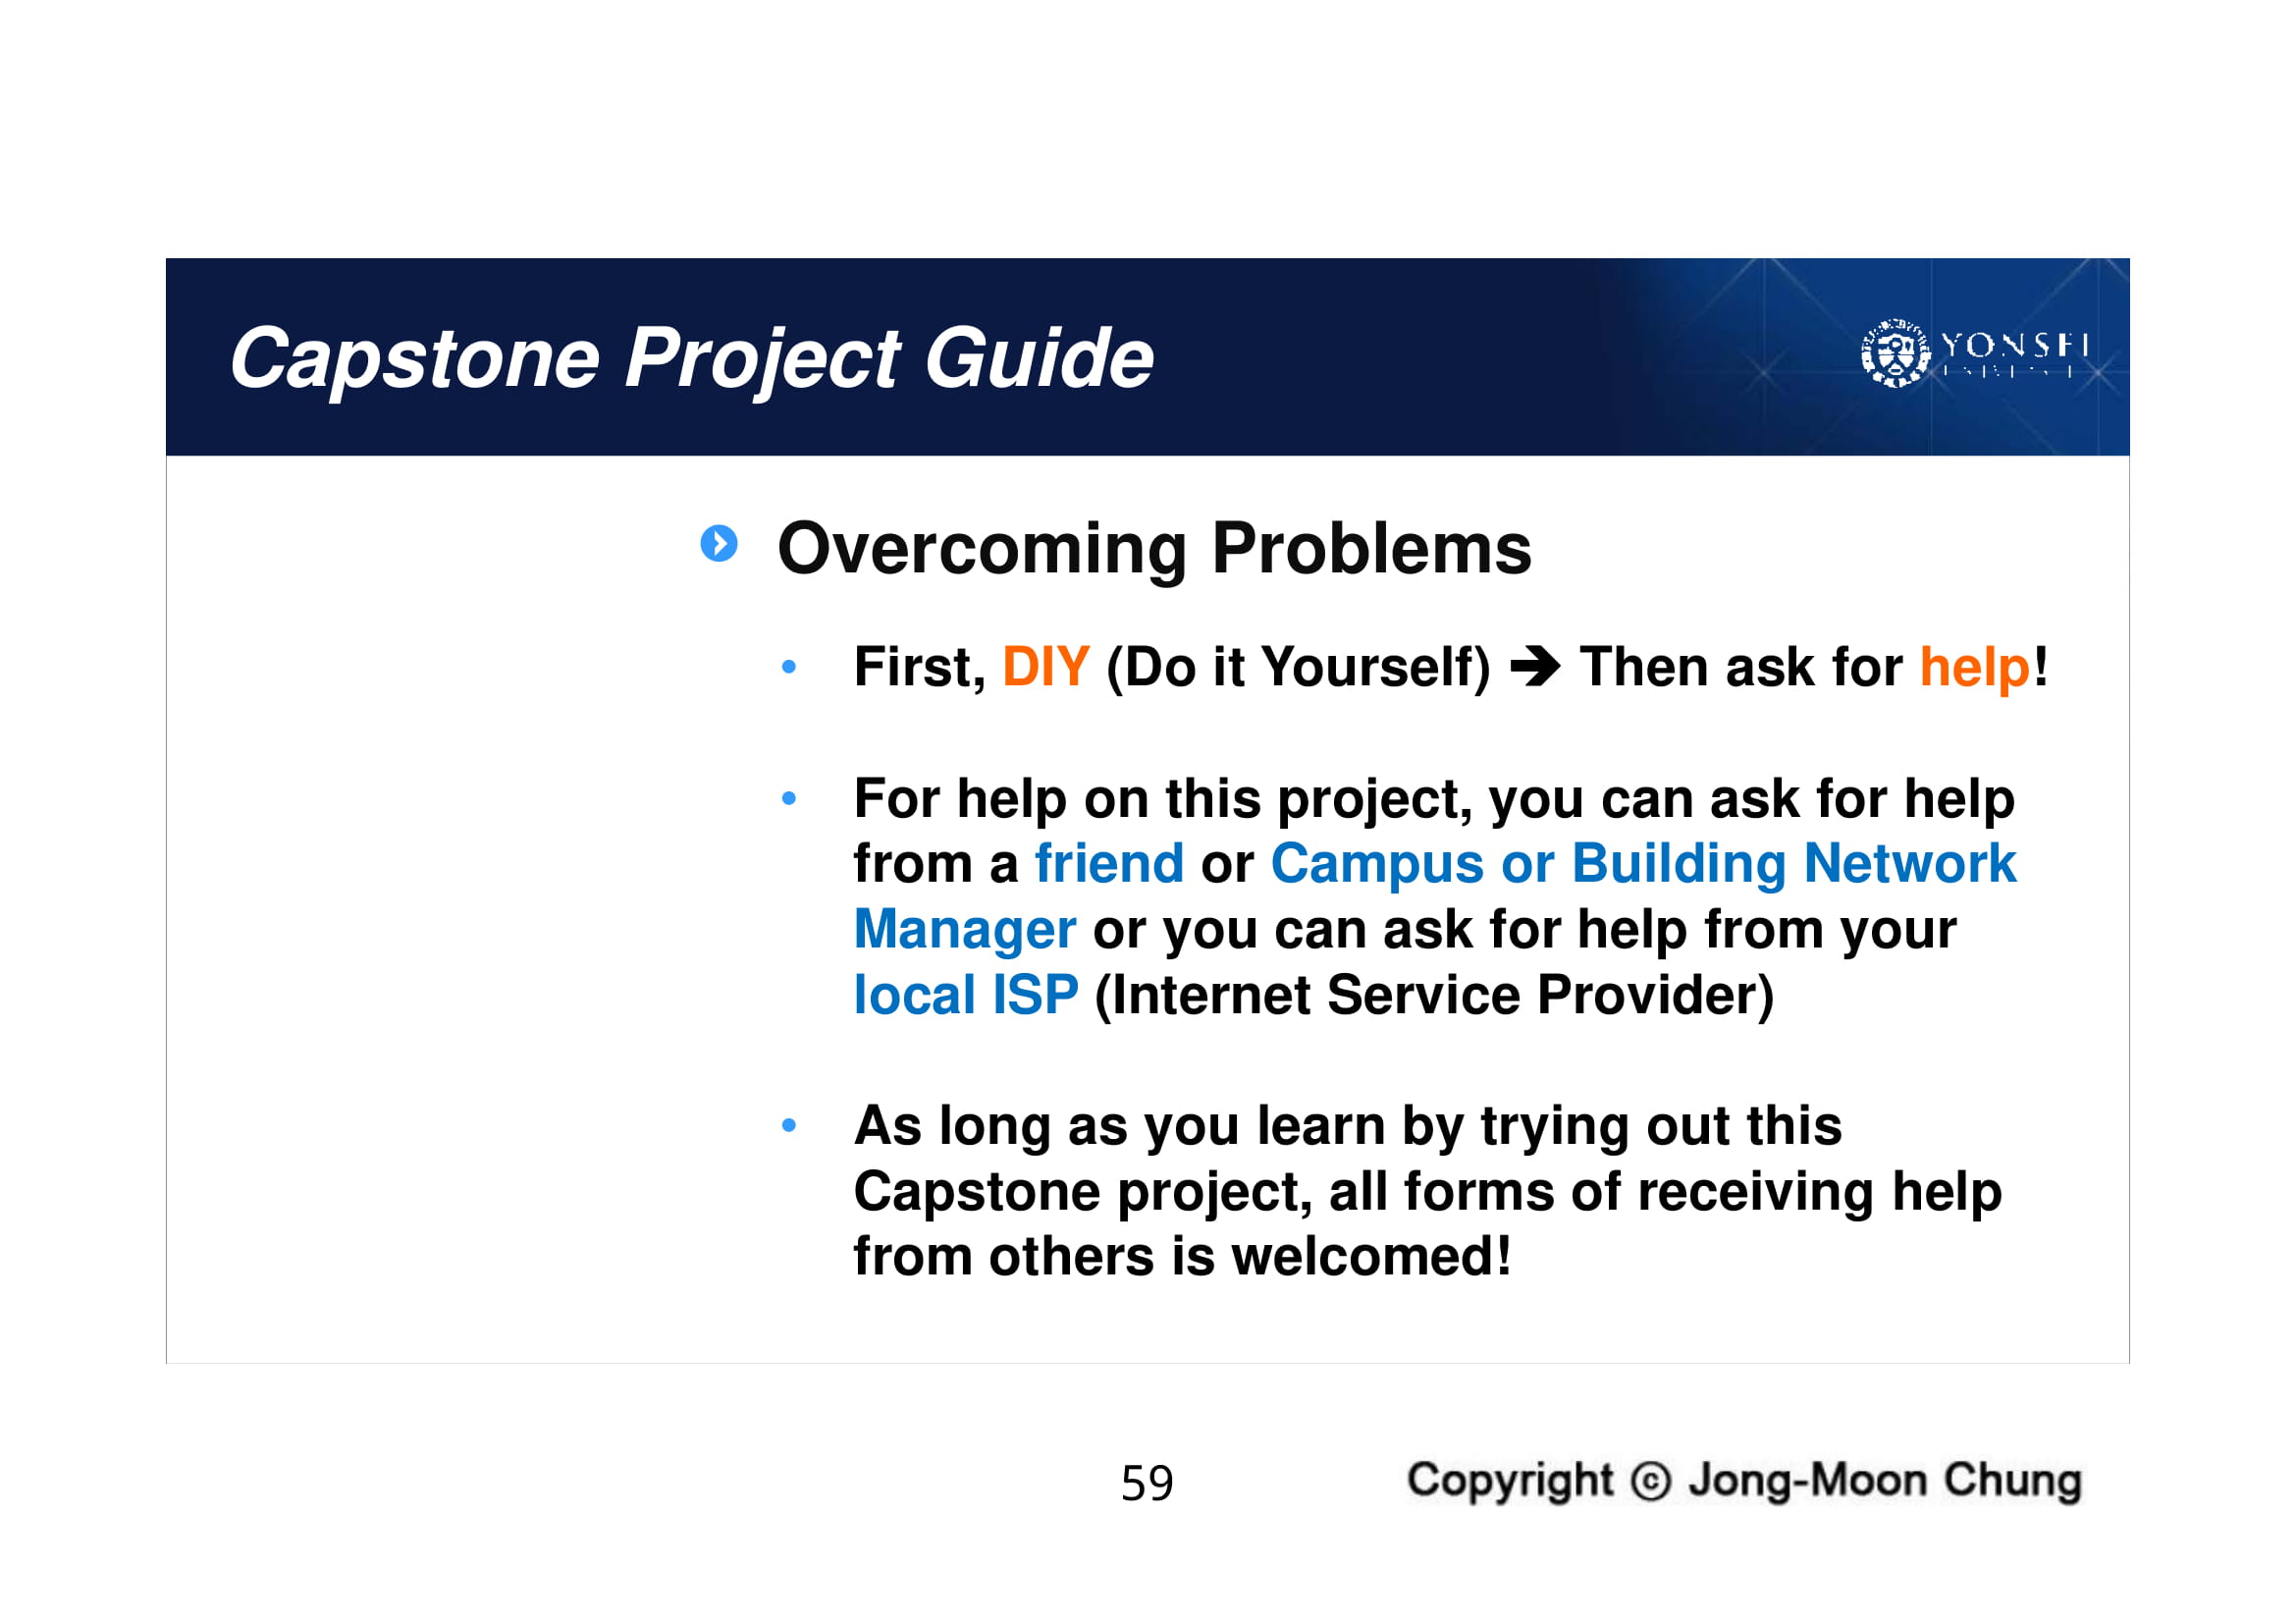 Capstone Project Guide
YONSEI
Overcoming Problems
• First, DIY (Do it Yourself) ➔ Then ask for help!
• For help on this project, you can ask for help
from a friend or Campus or Building Network
Manager or you can ask for help from your
local ISP (Internet Service Provider)
• As long as you learn by trying out this
Capstone project, all forms of receiving help
from others is welcomed!
59
Copyright ⓒ Jong-Moon Chung